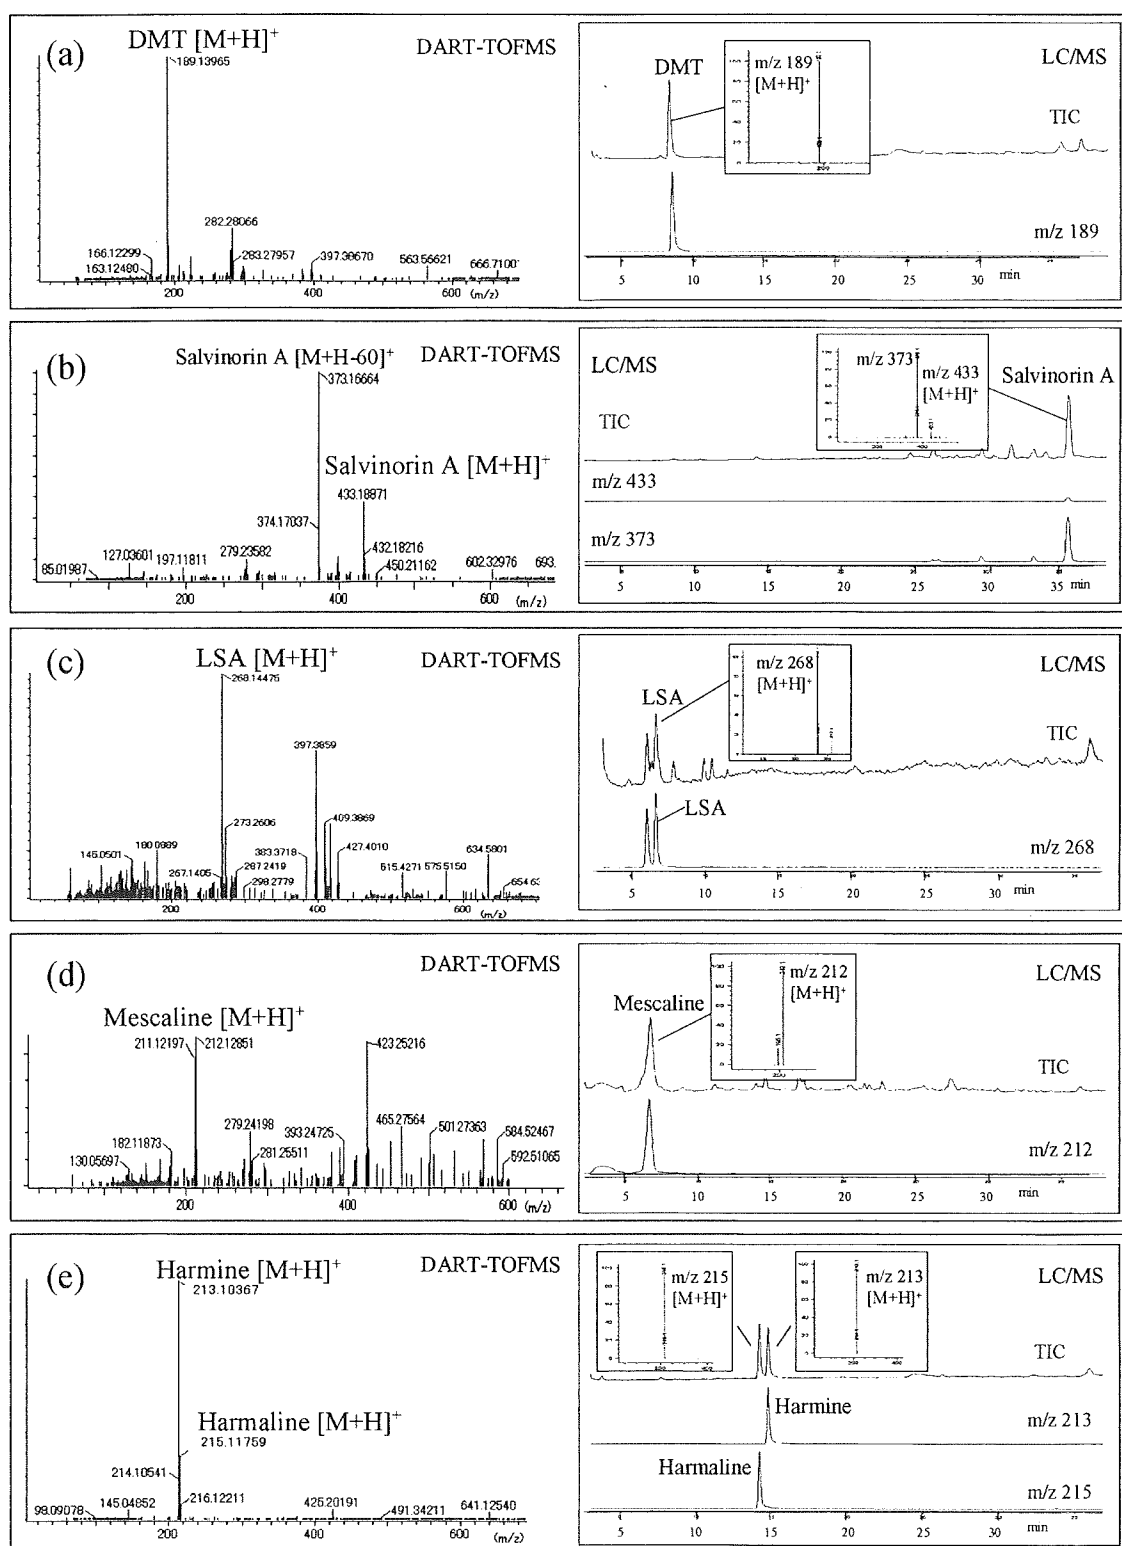 (a)
DMT [M+H]⁺
DART-TOFMS
189.13965
282.28066
166.12299
283.27957
163.12480
397.38670
563.56621
666.7100
200
400
600
(m/z)
LC/MS
DMT
m/z 189
[M+H]⁺
TIC
m/z 189
5
10
15
20
25
30
min
(b)
Salvinorin A [M+H-60]⁺
DART-TOFMS
373.16664
Salvinorin A [M+H]⁺
433.18871
374.17037
432.18216
127.03601
279.23582
85.01987
197.11811
450.21162
602.32976
693.
200
400
600
(m/z)
LC/MS
m/z 373
m/z 433
[M+H]⁺
Salvinorin A
TIC
m/z 433
m/z 373
5
10
15
20
25
30
35
min
(c)
LSA [M+H]⁺
DART-TOFMS
268.14475
397.3859
273.2606
409.3869
146.0501
180.0889
383.3718
427.4010
634.5801
267.1405
287.2419
515.4271
575.5150
298.2779
654.63
200
400
600
(m/z)
LC/MS
m/z 268
[M+H]⁺
LSA
TIC
LSA
m/z 268
5
10
15
20
25
30
min
(d)
DART-TOFMS
Mescaline [M+H]⁺
211.12197
212.12851
423.25216
279.24198
393.24725
465.27564
501.27363
584.52467
182.11873
281.25511
130.05697
592.51065
200
400
600
(m/z)
LC/MS
m/z 212
[M+H]⁺
Mescaline
TIC
m/z 212
5
10
15
20
25
30
min
(e)
Harmine [M+H]⁺
DART-TOFMS
213.10367
Harmaline [M+H]⁺
215.11759
214.10541
216.12211
98.09078
145.04852
425.20191
491.34211
641.12540
200
400
600
(m/z)
LC/MS
m/z 215
[M+H]⁺
m/z 213
[M+H]⁺
TIC
Harmine
m/z 213
Harmaline
m/z 215
5
10
15
20
25
30
min